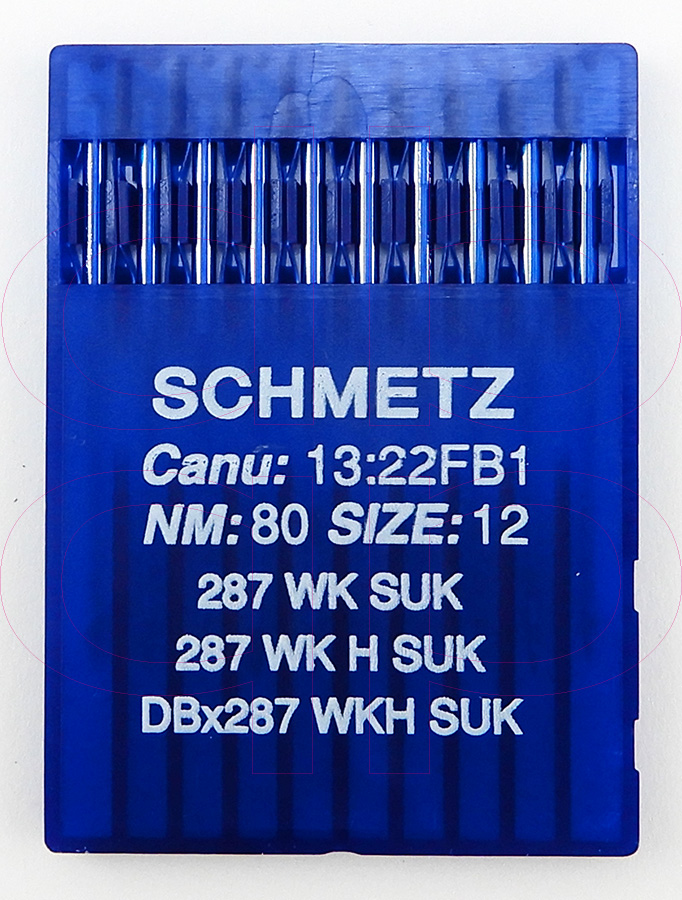 SCHMETZ
Canu: 13:22FB1
NM: 80 SIZE: 12
287 WK SUK
287 WK H SUK
DBx287 WKH SUK